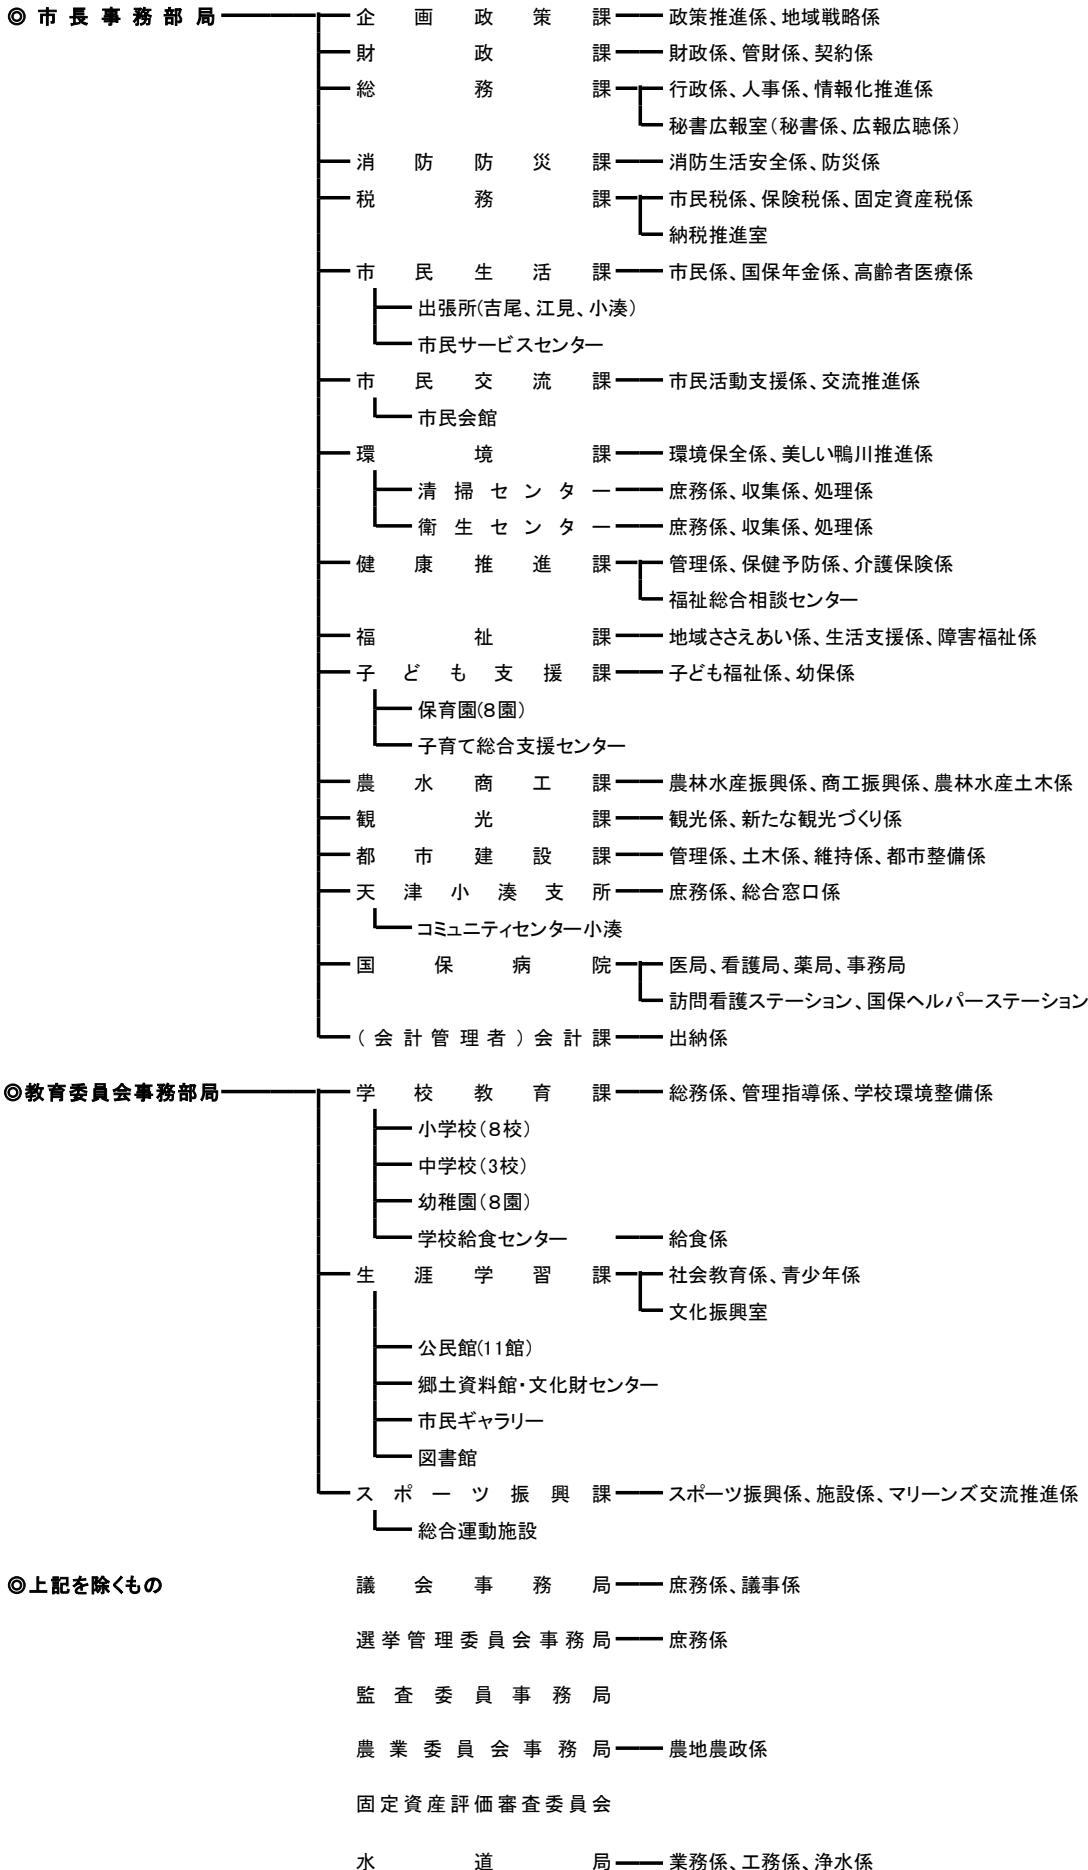 ◎市長事務部局 企画政策課 政策推進係、地域戦略係
財政課 財政係、管財係、契約係
総務課 行政係、人事係、情報化推進係
秘書広報室(秘書係、広報広聴係)
消防防災課 消防生活安全係、防災係
税務課 市民税係、保険税係、固定資産税係
納税推進室
市民生活課 市民係、国保年金係、高齢者医療係
出張所(吉尾、江見、小湊)
市民サービスセンター
市民交流課 市民活動支援係、交流推進係
市民会館
環境課 環境保全係、美しい鴨川推進係
清掃センター 庶務係、収集係、処理係
衛生センター 庶務係、収集係、処理係
健康推進課 管理係、保健予防係、介護保険係
福祉総合相談センター
福祉課 地域ささえあい係、生活支援係、障害福祉係
子ども支援課 子ども福祉係、幼保係
保育園(8園)
子育て総合支援センター
農水商工課 農林水産振興係、商工振興係、農林水産土木係
観光課 観光係、新たな観光づくり係
都市建設課 管理係、土木係、維持係、都市整備係
天津小湊支所 庶務係、総合窓口係
コミュニティセンター小湊
国保病院 医局、看護局、薬局、事務局
訪問看護ステーション、国保ヘルパーステーション
(会計管理者)会計課 出納係
◎教育委員会事務部局 学校教育課 総務係、管理指導係、学校環境整備係
小学校(8校)
中学校(3校)
幼稚園(8園)
学校給食センター 給食係
生涯学習課 社会教育係、青少年係
文化振興室
公民館(11館)
郷土資料館・文化財センター
市民ギャラリー
図書館
スポーツ振興課 スポーツ振興係、施設係、マリーンズ交流推進係
総合運動施設
◎上記を除くもの 議会事務局 庶務係、議事係
選挙管理委員会事務局 庶務係
監査委員事務局
農業委員会事務局 農地農政係
固定資産評価審査委員会
水道局 業務係、工務係、浄水係